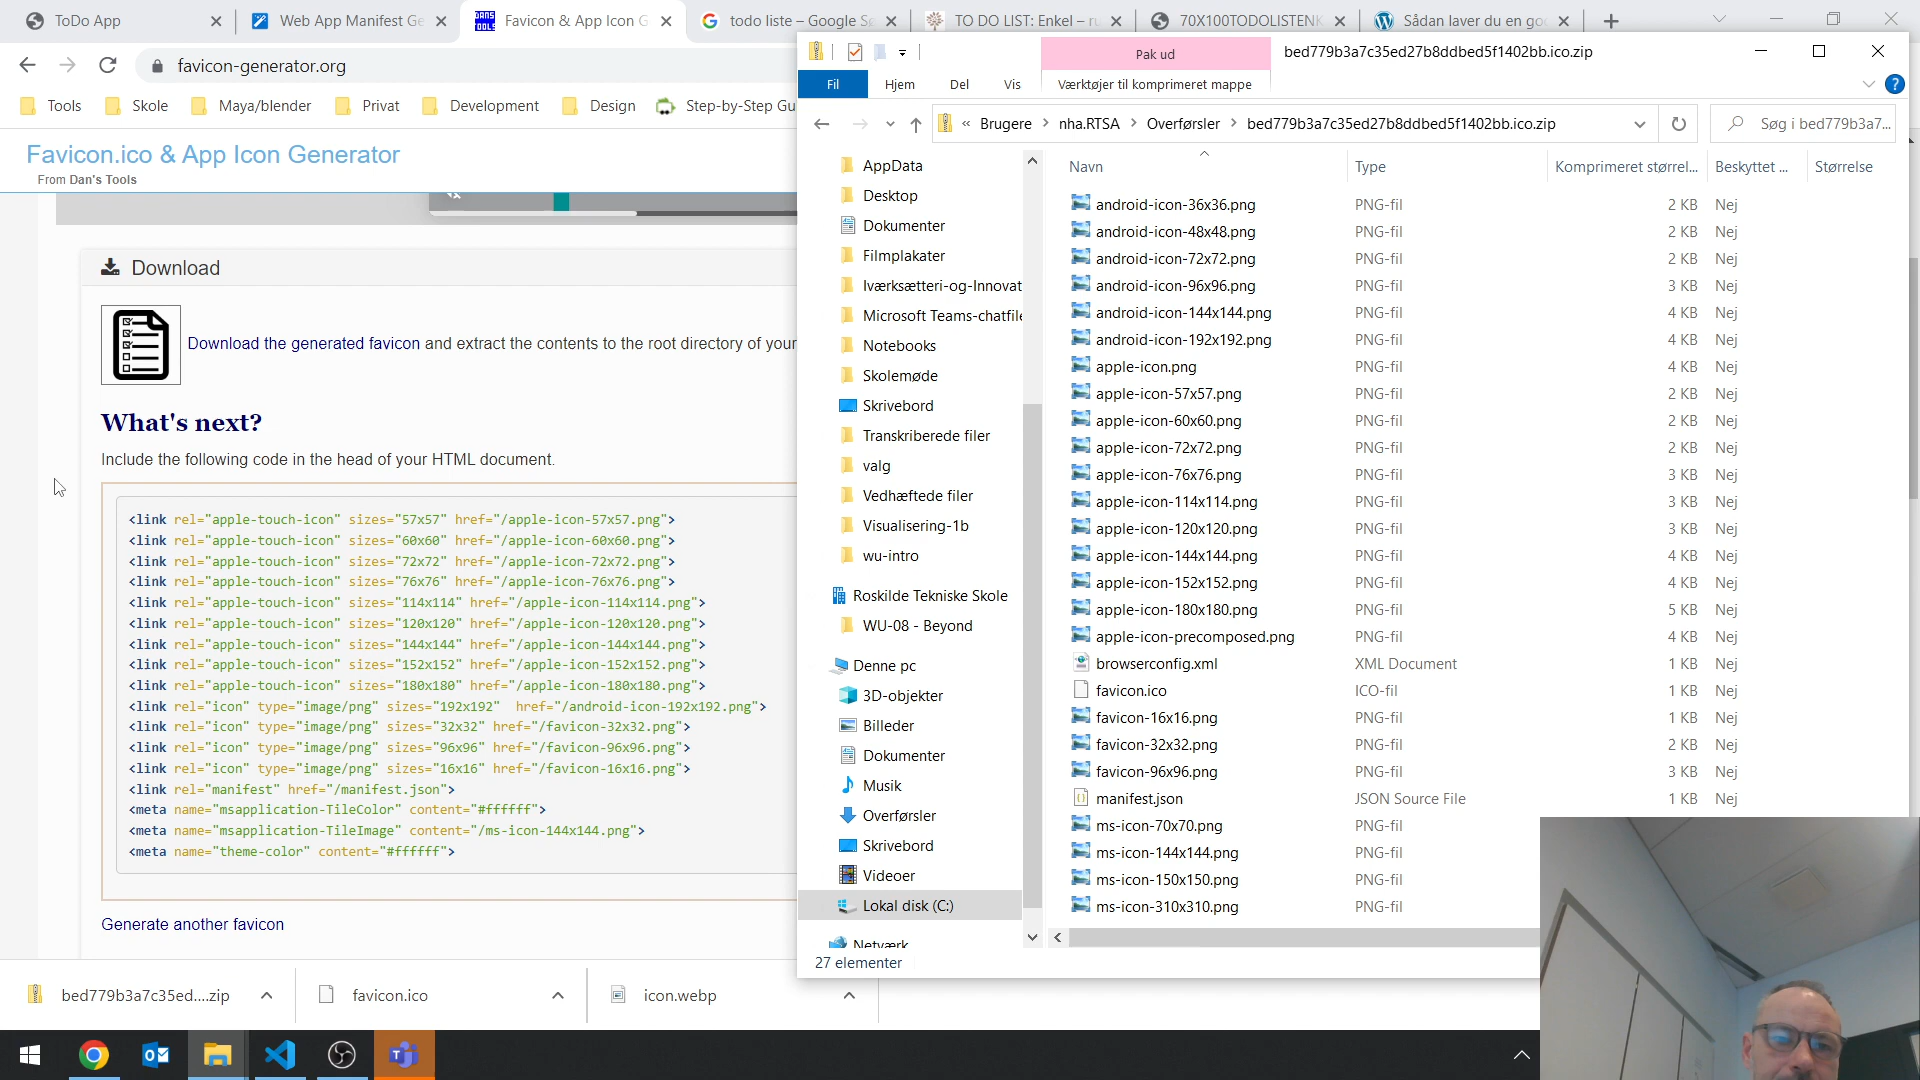 ToDo App
Web App Manifest Ge
Favicon & App Icon G
todo liste – Google Sø
TO DO LIST: Enkel – ru
70X100TODOLISTENK
Sådan laver du en goo
favicon-generator.org
Tools
Skole
Maya/blender
Privat
Development
Design
Step-by-Step Gu
Favicon.ico & App Icon Generator
From Dan's Tools
Download
Download the generated favicon and extract the contents to the root directory of your
What's next?
Include the following code in the head of your HTML document.
<link rel="apple-touch-icon" sizes="57x57" href="/apple-icon-57x57.png">
<link rel="apple-touch-icon" sizes="60x60" href="/apple-icon-60x60.png">
<link rel="apple-touch-icon" sizes="72x72" href="/apple-icon-72x72.png">
<link rel="apple-touch-icon" sizes="76x76" href="/apple-icon-76x76.png">
<link rel="apple-touch-icon" sizes="114x114" href="/apple-icon-114x114.png">
<link rel="apple-touch-icon" sizes="120x120" href="/apple-icon-120x120.png">
<link rel="apple-touch-icon" sizes="144x144" href="/apple-icon-144x144.png">
<link rel="apple-touch-icon" sizes="152x152" href="/apple-icon-152x152.png">
<link rel="apple-touch-icon" sizes="180x180" href="/apple-icon-180x180.png">
<link rel="icon" type="image/png" sizes="192x192"  href="/android-icon-192x192.png">
<link rel="icon" type="image/png" sizes="32x32" href="/favicon-32x32.png">
<link rel="icon" type="image/png" sizes="96x96" href="/favicon-96x96.png">
<link rel="icon" type="image/png" sizes="16x16" href="/favicon-16x16.png">
<link rel="manifest" href="/manifest.json">
<meta name="msapplication-TileColor" content="#ffffff">
<meta name="msapplication-TileImage" content="/ms-icon-144x144.png">
<meta name="theme-color" content="#ffffff">
Generate another favicon
bed779b3a7c35ed....zip
favicon.ico
icon.webp
Pak ud
bed779b3a7c35ed27b8ddbed5f1402bb.ico.zip
Fil
Hjem
Del
Vis
Værktøjer til komprimeret mappe
« Brugere > nha.RTSA > Overførsler > bed779b3a7c35ed27b8ddbed5f1402bb.ico.zip
Søg i bed779b3a7...
AppData
Desktop
Dokumenter
Filmplakater
Iværksætteri-og-Innovat
Microsoft Teams-chatfile
Notebooks
Skolemøde
Skrivebord
Transkriberede filer
valg
Vedhæftede filer
Visualisering-1b
wu-intro
Roskilde Tekniske Skole
WU-08 - Beyond
Denne pc
3D-objekter
Billeder
Dokumenter
Musik
Overførsler
Skrivebord
Videoer
Lokal disk (C:)
Netværk
Navn Type Komprimeret størrel... Beskyttet ... Størrelse
android-icon-36x36.png PNG-fil 2 KB Nej
android-icon-48x48.png PNG-fil 2 KB Nej
android-icon-72x72.png PNG-fil 2 KB Nej
android-icon-96x96.png PNG-fil 3 KB Nej
android-icon-144x144.png PNG-fil 4 KB Nej
android-icon-192x192.png PNG-fil 4 KB Nej
apple-icon.png PNG-fil 4 KB Nej
apple-icon-57x57.png PNG-fil 2 KB Nej
apple-icon-60x60.png PNG-fil 2 KB Nej
apple-icon-72x72.png PNG-fil 2 KB Nej
apple-icon-76x76.png PNG-fil 3 KB Nej
apple-icon-114x114.png PNG-fil 3 KB Nej
apple-icon-120x120.png PNG-fil 3 KB Nej
apple-icon-144x144.png PNG-fil 4 KB Nej
apple-icon-152x152.png PNG-fil 4 KB Nej
apple-icon-180x180.png PNG-fil 5 KB Nej
apple-icon-precomposed.png PNG-fil 4 KB Nej
browserconfig.xml XML Document 1 KB Nej
favicon.ico ICO-fil 1 KB Nej
favicon-16x16.png PNG-fil 1 KB Nej
favicon-32x32.png PNG-fil 2 KB Nej
favicon-96x96.png PNG-fil 3 KB Nej
manifest.json JSON Source File 1 KB Nej
ms-icon-70x70.png PNG-fil
ms-icon-144x144.png PNG-fil
ms-icon-150x150.png PNG-fil
ms-icon-310x310.png PNG-fil
27 elementer